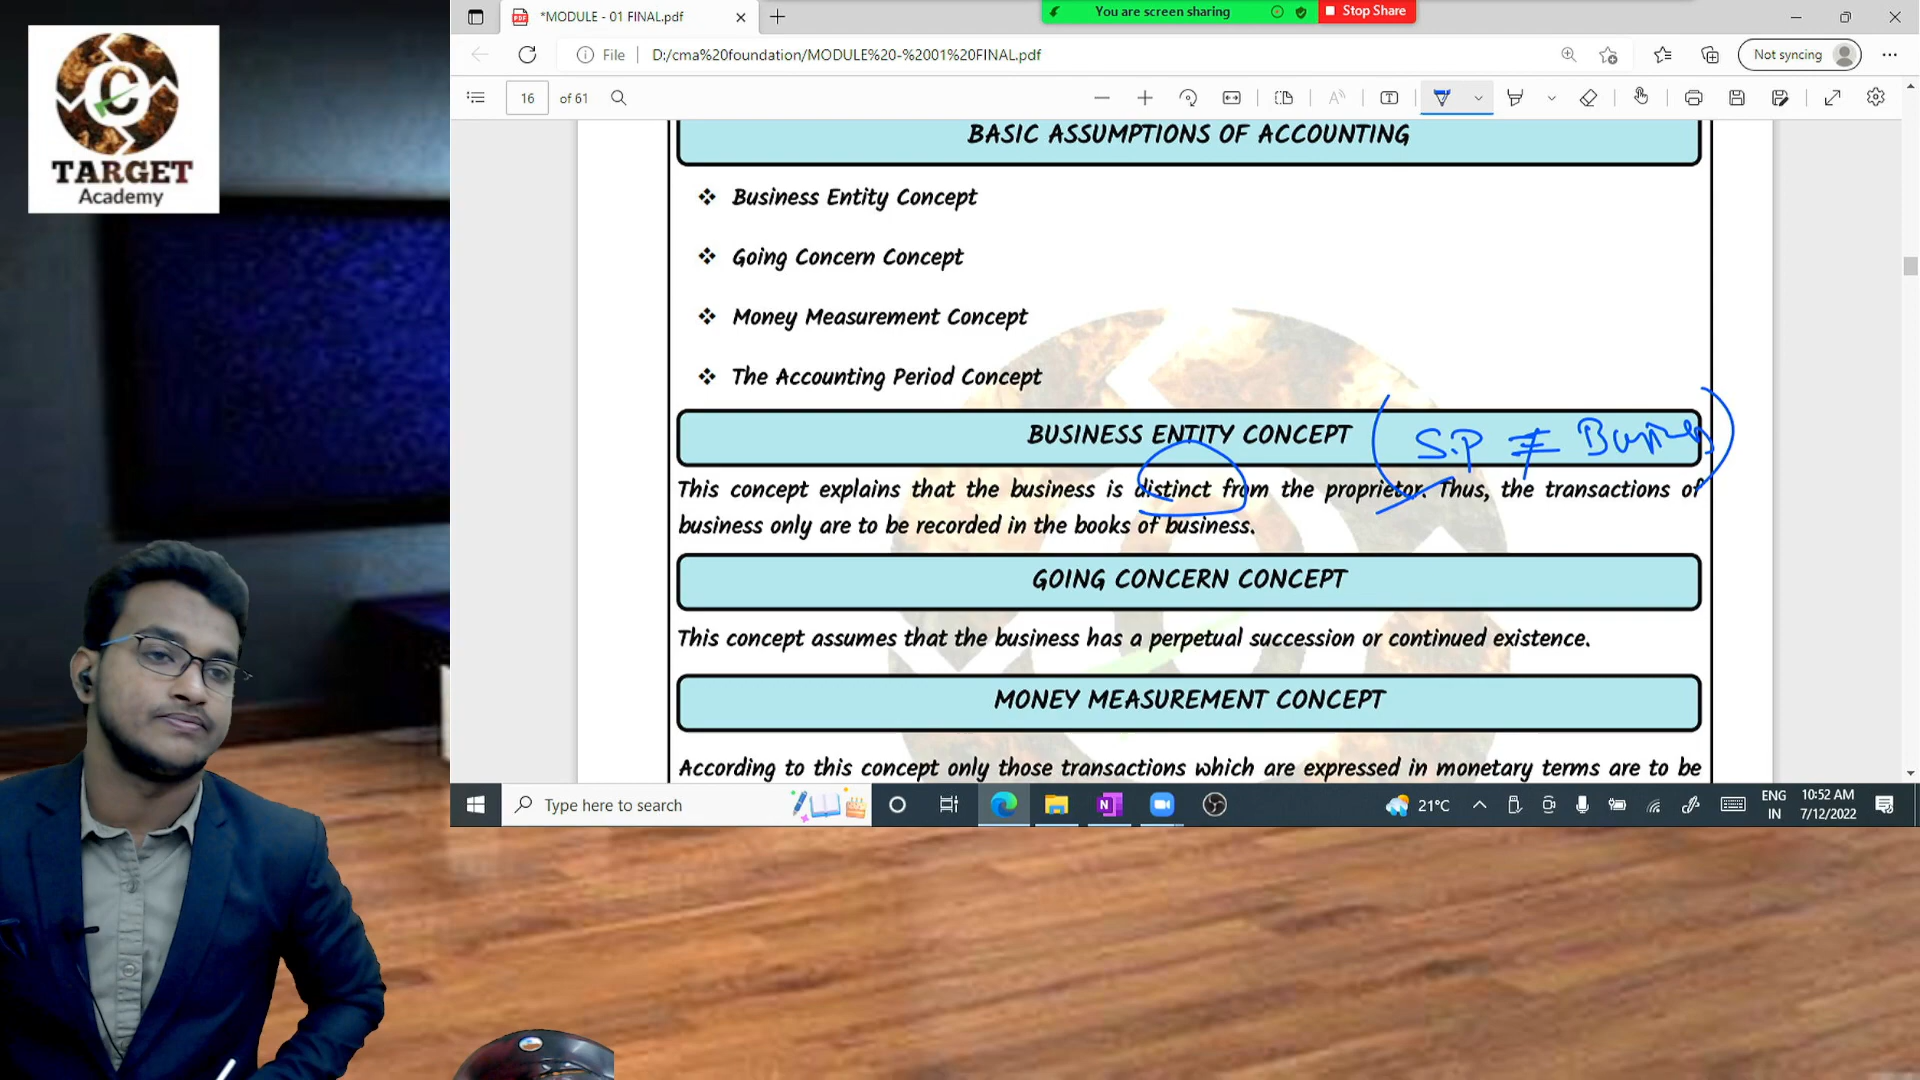 C
TARGET
Academy
*MODULE - 01 FINAL.pdf
You are screen sharing
Stop Share
File
D:/cma%20foundation/MODULE%20-%2001%20FINAL.pdf
Not syncing
16 of 61
BASIC ASSUMPTIONS OF ACCOUNTING
❖ Business Entity Concept
❖ Going Concern Concept
❖ Money Measurement Concept
❖ The Accounting Period Concept
BUSINESS ENTITY CONCEPT
(S.P ≠ Business)
This concept explains that the business is distinct from the proprietor. Thus, the transactions of
business only are to be recorded in the books of business.
GOING CONCERN CONCEPT
This concept assumes that the business has a perpetual succession or continued existence.
MONEY MEASUREMENT CONCEPT
According to this concept only those transactions which are expressed in monetary terms are to be
Type here to search
21°C
ENG
IN
10:52 AM
7/12/2022